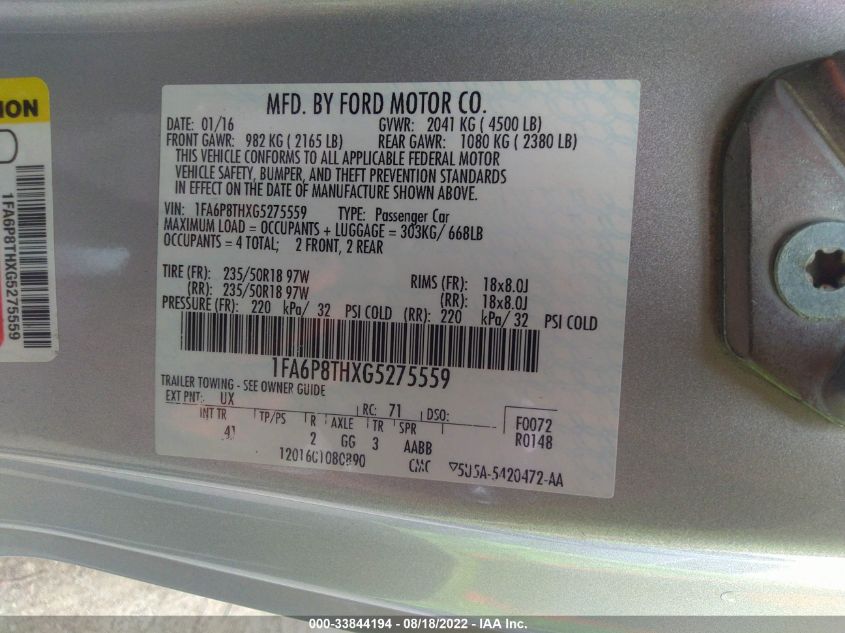 MFD. BY FORD MOTOR CO.
DATE: 01/16 GVWR: 2041 KG ( 4500 LB)
FRONT GAWR: 982 KG ( 2165 LB) REAR GAWR: 1080 KG ( 2380 LB)
THIS VEHICLE CONFORMS TO ALL APPLICABLE FEDERAL MOTOR
VEHICLE SAFETY, BUMPER, AND THEFT PREVENTION STANDARDS
IN EFFECT ON THE DATE OF MANUFACTURE SHOWN ABOVE.
VIN: 1FA6P8THXG5275559 TYPE: Passenger Car
MAXIMUM LOAD = OCCUPANTS + LUGGAGE = 303KG/ 668LB
OCCUPANTS = 4 TOTAL; 2 FRONT, 2 REAR
TIRE (FR): 235/50R18 97W RIMS (FR): 18x8.0J
(RR): 235/50R18 97W (RR): 18x8.0J
PRESSURE (FR): 220 kPa/ 32 PSI COLD (RR): 220 kPa/ 32 PSI COLD
1FA6P8THXG5275559
TRAILER TOWING - SEE OWNER GUIDE
EXT PNT: UX RC: 71 DSO: F0072
INT TR TP/PS R AXLE TR SPR R0148
4J 2 GG 3 AABB
CMC 5U5A-5420472-AA
ION
1FA6P8THXG5275559
000-33844194 - 08/18/2022 - IAA Inc.